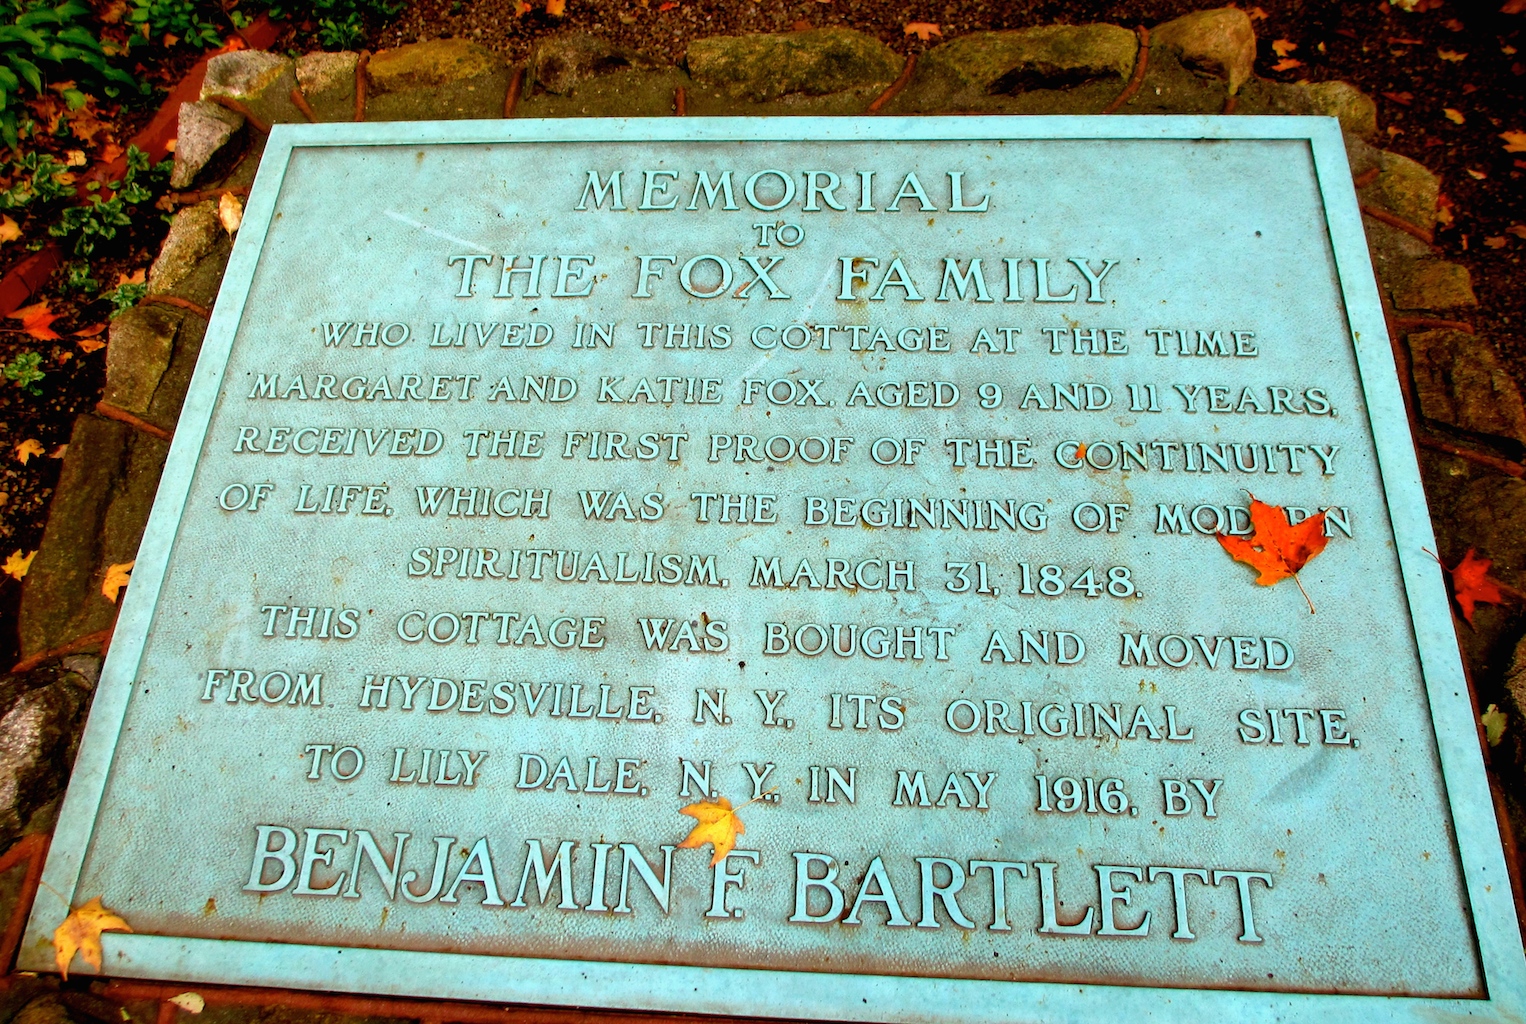 MEMORIAL
TO
THE FOX FAMILY
WHO LIVED IN THIS COTTAGE AT THE TIME
MARGARET AND KATIE FOX, AGED 9 AND 11 YEARS,
RECEIVED THE FIRST PROOF OF THE CONTINUITY
OF LIFE, WHICH WAS THE BEGINNING OF MODERN
SPIRITUALISM, MARCH 31, 1848.
THIS COTTAGE WAS BOUGHT AND MOVED
FROM HYDESVILLE, N. Y., ITS ORIGINAL SITE,
TO LILY DALE, N. Y., IN MAY 1916, BY
BENJAMIN F. BARTLETT